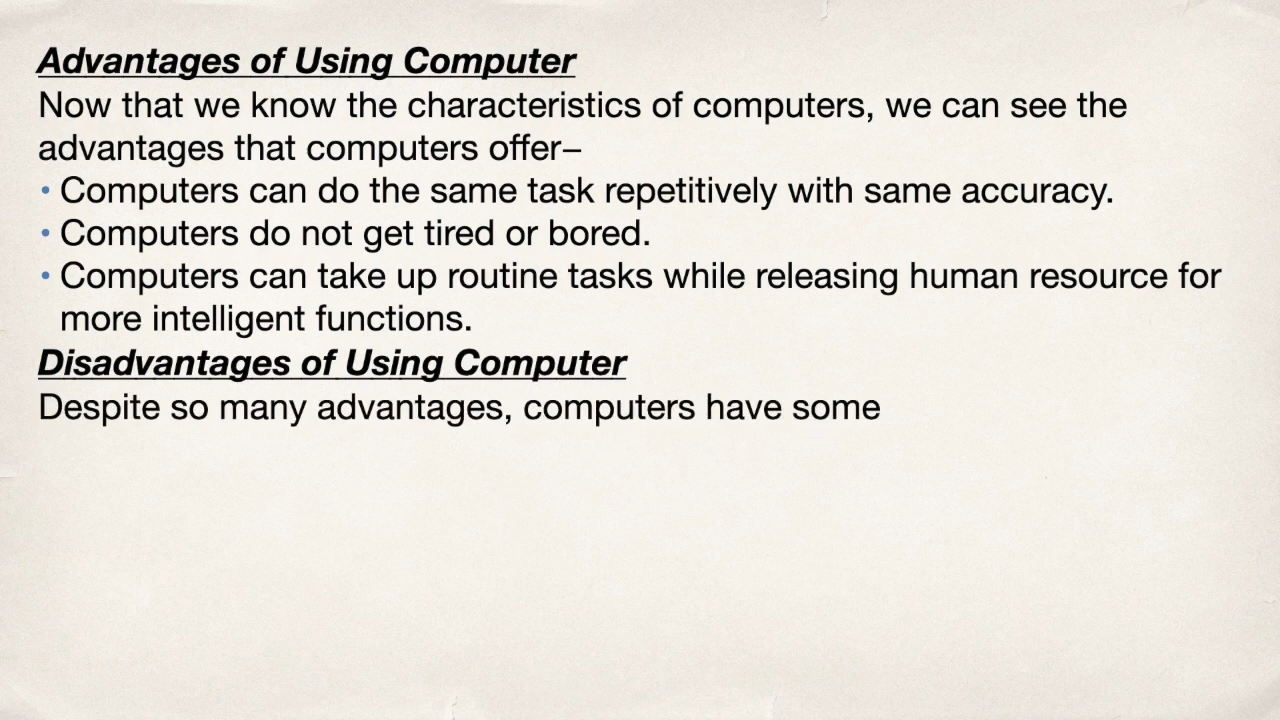 Advantages of Using Computer
Now that we know the characteristics of computers, we can see the
advantages that computers offer–
• Computers can do the same task repetitively with same accuracy.
• Computers do not get tired or bored.
• Computers can take up routine tasks while releasing human resource for
more intelligent functions.
Disadvantages of Using Computer
Despite so many advantages, computers have some